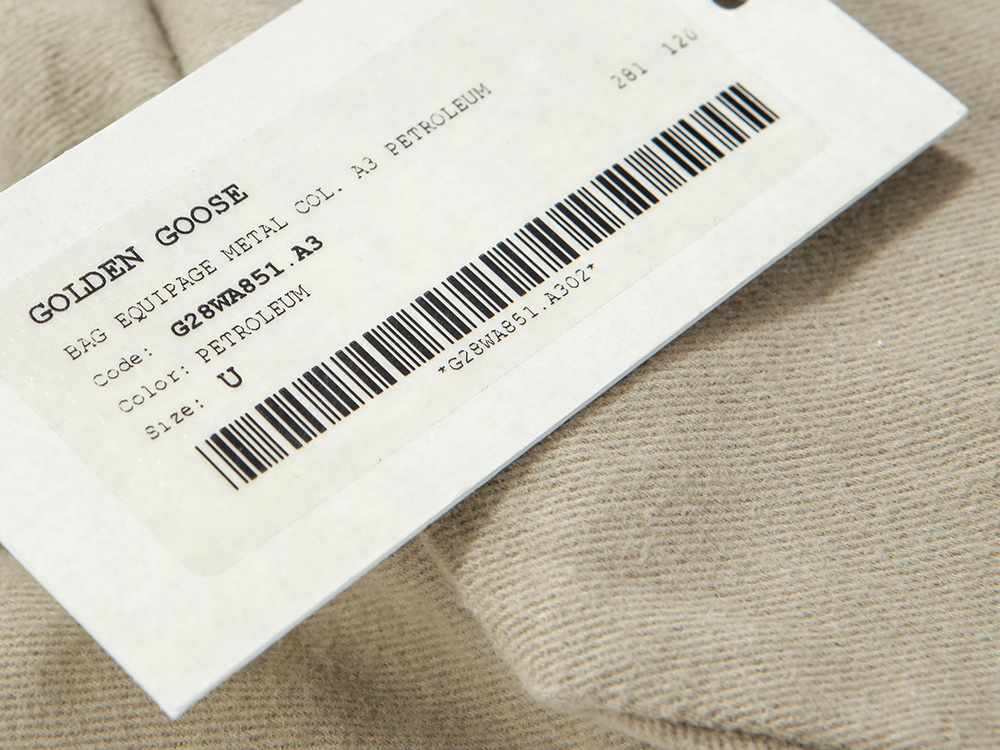 281 120
GOLDEN GOOSE
BAG EQUIPAGE METAL COL. A3 PETROLEUM
Code: G28WA851.A3
Color: PETROLEUM
Size: U
*G28WA851.A302*